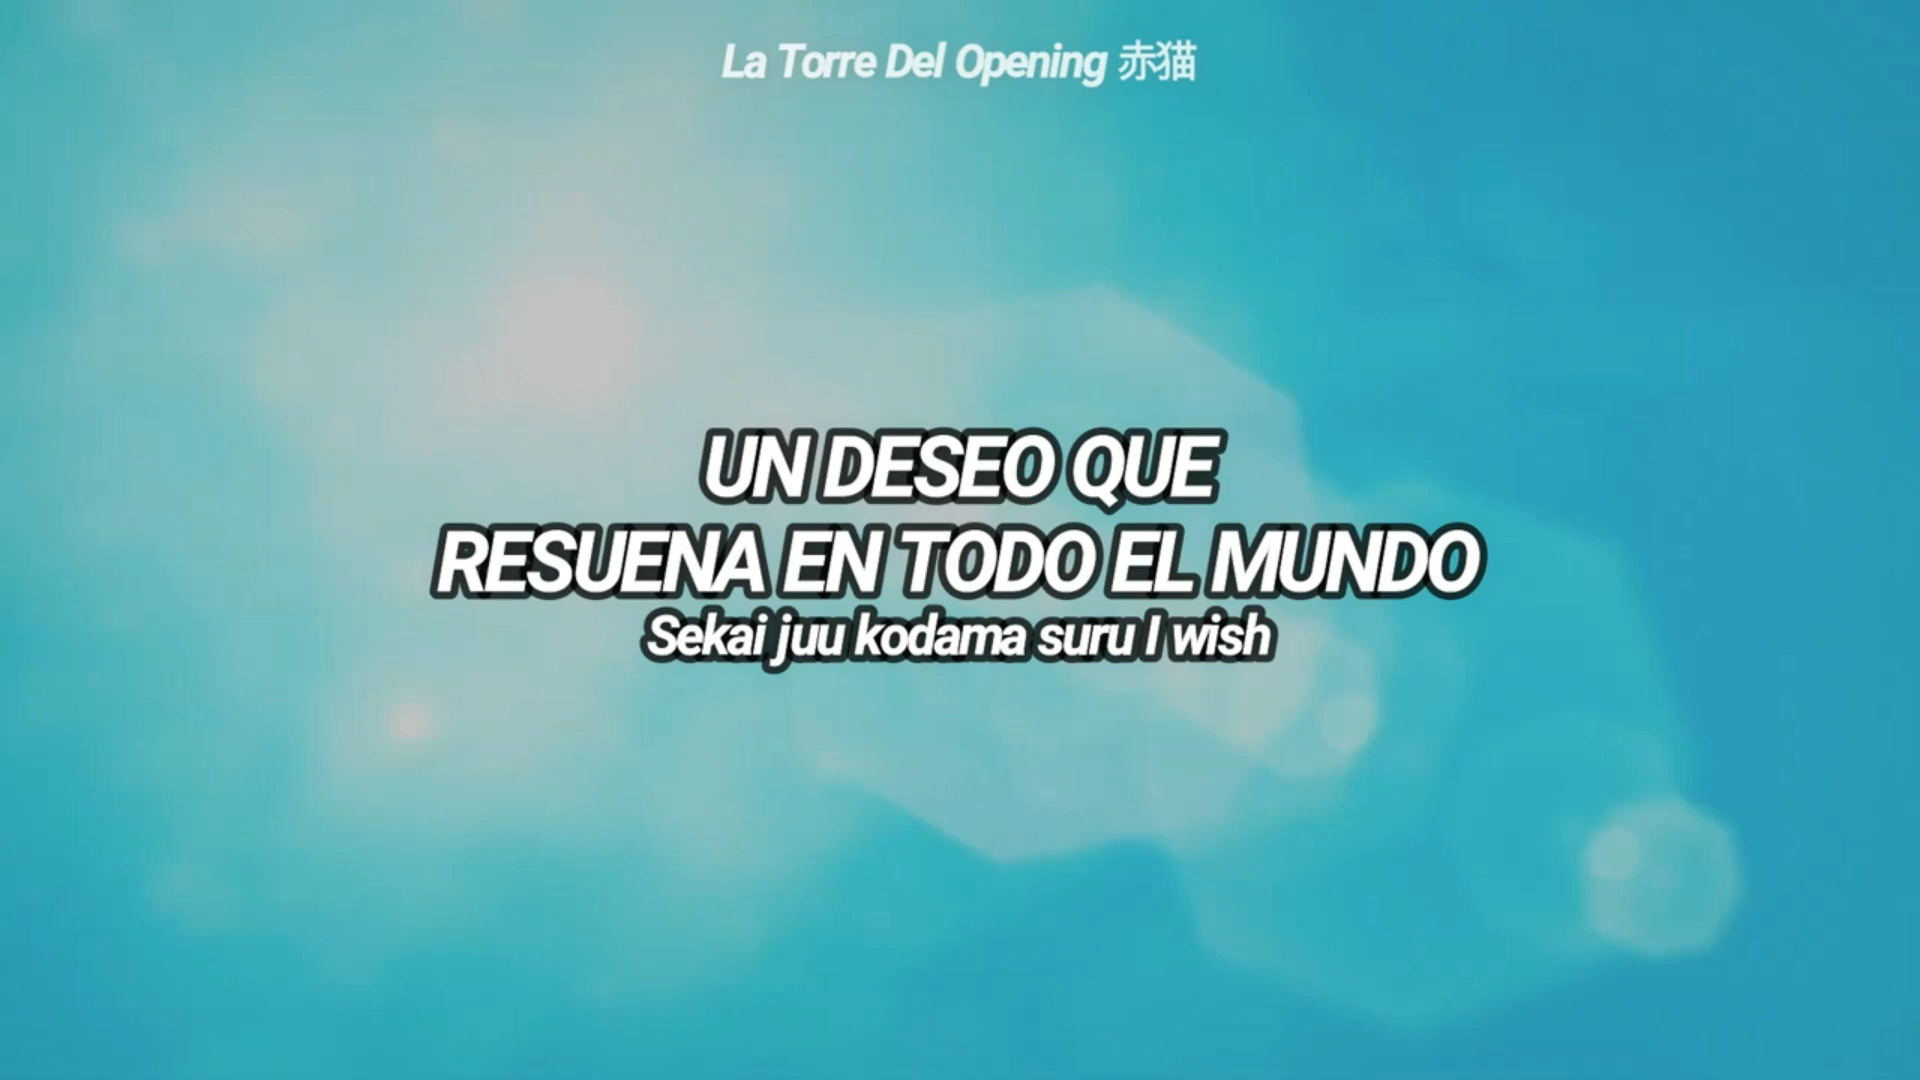 La Torre Del Opening 赤猫
UN DESEO QUE
RESUENA EN TODO EL MUNDO
Sekai juu kodama suru I wish